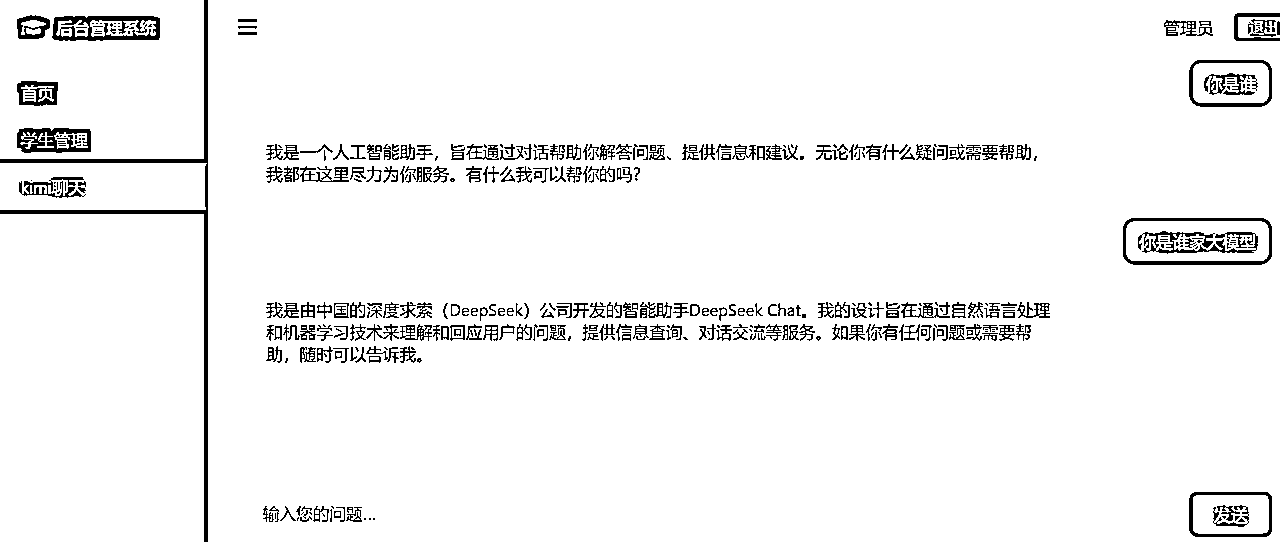 后台管理系统
管理员
退出
首页
学生管理
kimi聊天
你是谁
我是一个人工智能助手，旨在通过对话帮助你解答问题、提供信息和建议。无论你有什么疑问或需要帮助，
我都在这里尽力为你服务。有什么我可以帮你的吗?
你是谁家大模型
我是由中国的深度求索（DeepSeek）公司开发的智能助手DeepSeek Chat。我的设计旨在通过自然语言处理
和机器学习技术来理解和回应用户的问题，提供信息查询、对话交流等服务。如果你有任何问题或需要帮
助，随时可以告诉我。
输入您的问题...
发送